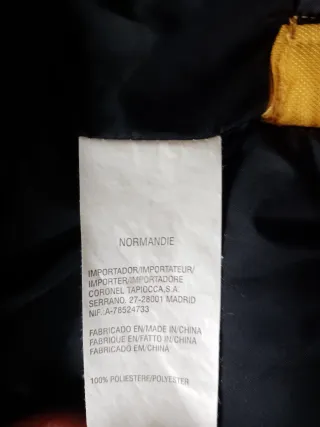 NORMANDIE
IMPORTADOR/IMPORTATEUR/
IMPORTER/IMPORTADORE
CORONEL TAPIOCCA,S.A.
SERRANO, 27-28001 MADRID
NIF. A-78524733
FABRICADO EN/MADE IN/CHINA
FABRIQUE EN/FATTO IN/CHINA
FABRICADO EM/CHINA
100% POLIESTER/POLYESTER